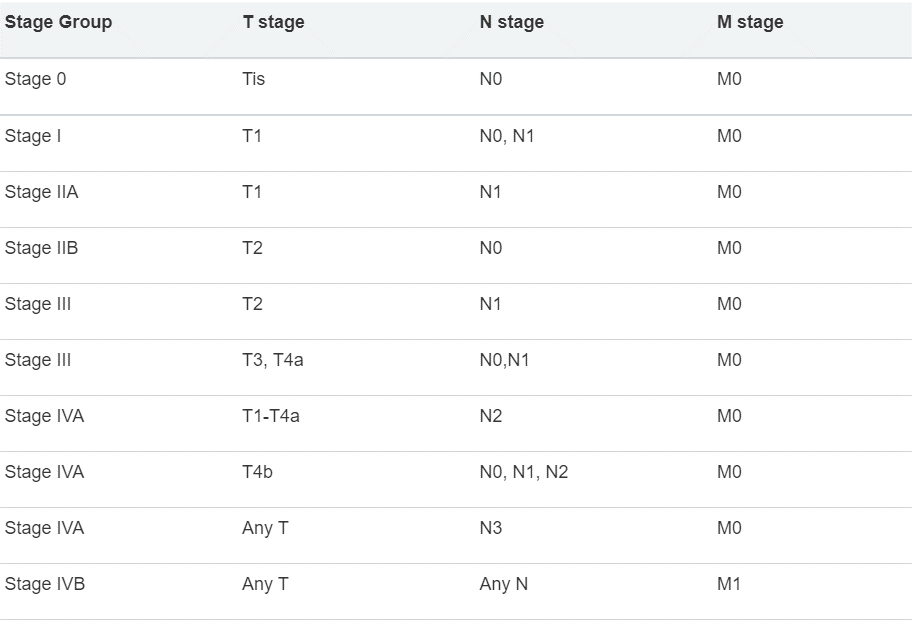 Stage Group T stage N stage M stage
Stage 0 Tis N0 M0
Stage I T1 N0, N1 M0
Stage IIA T1 N1 M0
Stage IIB T2 N0 M0
Stage III T2 N1 M0
Stage III T3, T4a N0,N1 M0
Stage IVA T1-T4a N2 M0
Stage IVA T4b N0, N1, N2 M0
Stage IVA Any T N3 M0
Stage IVB Any T Any N M1